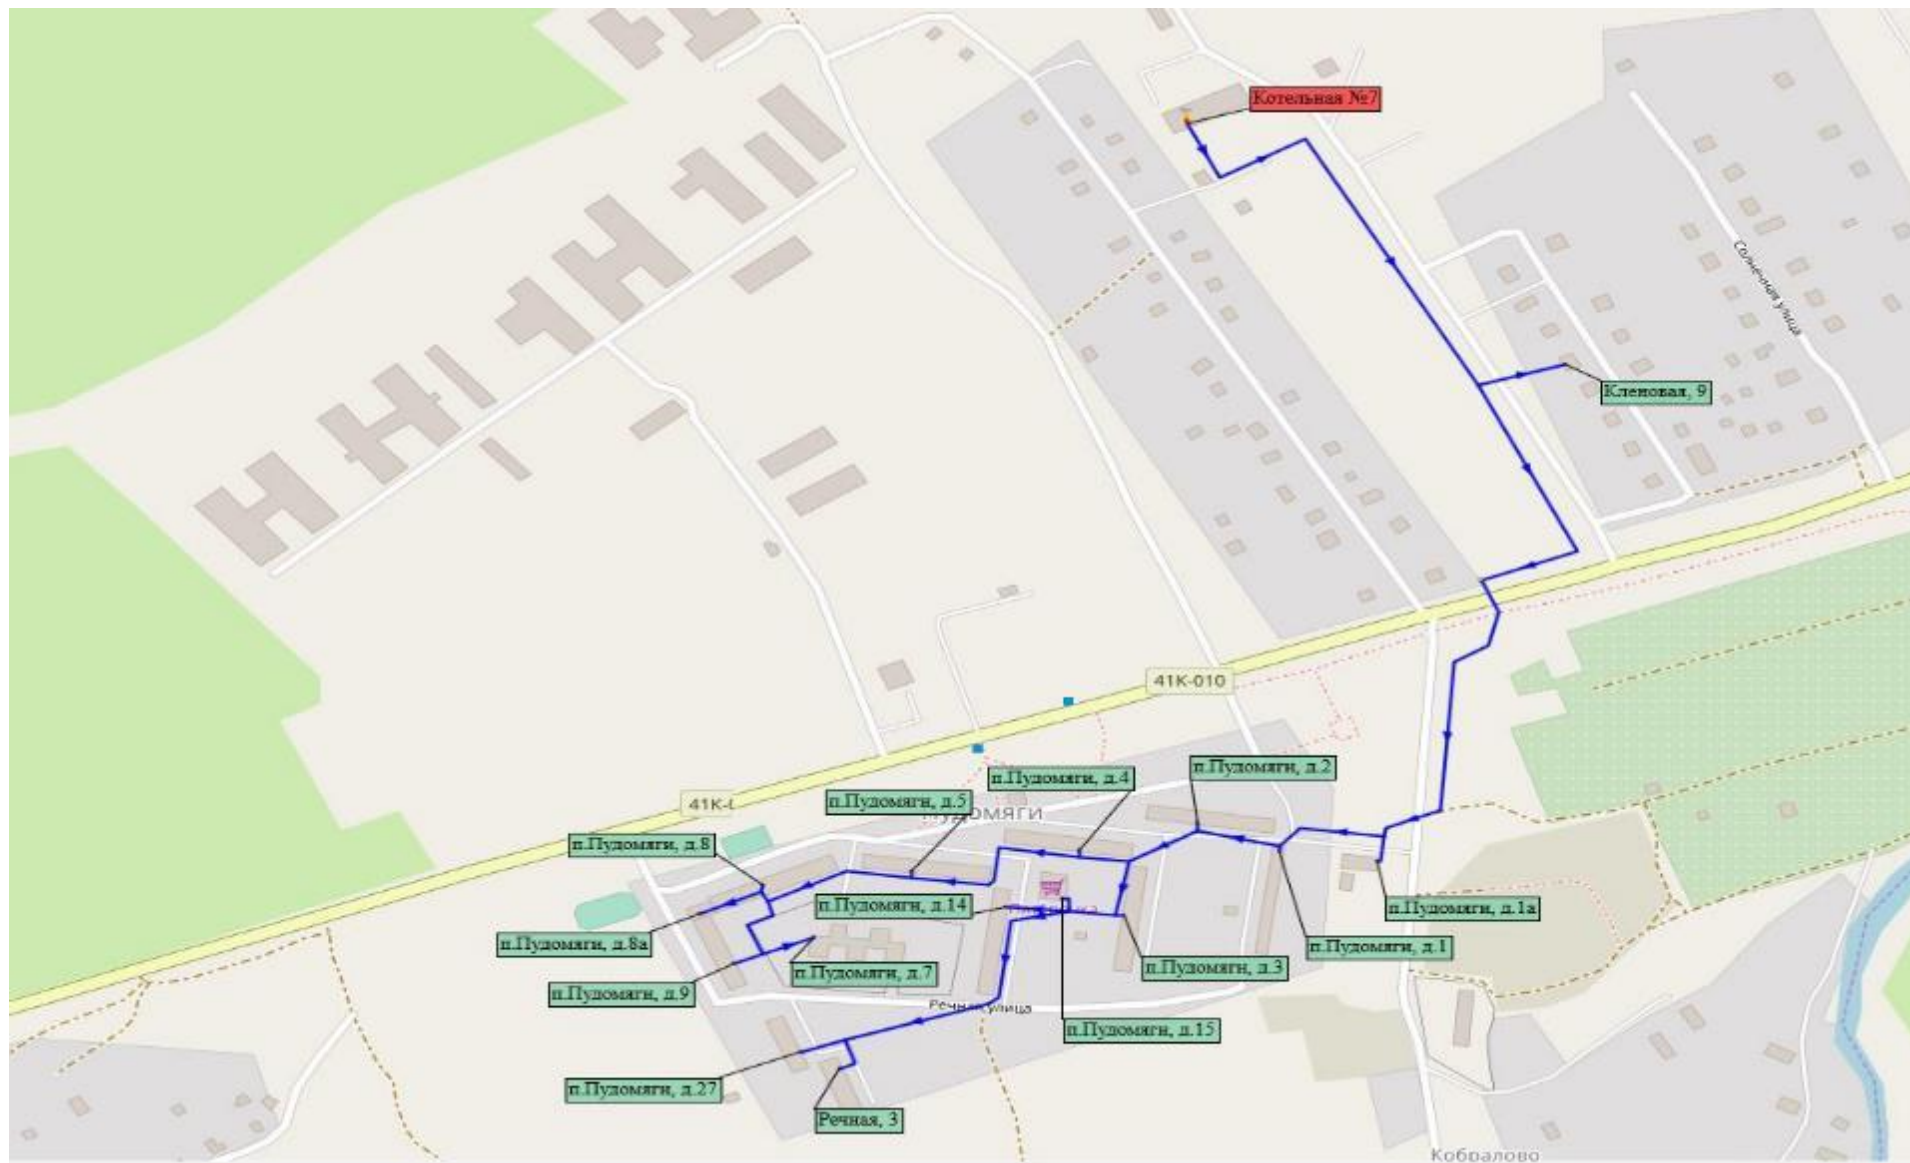 Котельная №7
Солнечная улица
Кленовая, 9
41К-010
п.Пудомяги, д.2
п.Пудомяги, д.4
п.Пудомяги, д.5
41К-0
Пудомяги
п.Пудомяги, д.8
п.Пудомяги, д.14
п.Пудомяги, д.1а
п.Пудомяги, д.8а
п.Пудомяги, д.1
п.Пудомяги, д.3
п.Пудомяги, д.7
п.Пудомяги, д.9
Речная улица
п.Пудомяги, д.15
п.Пудомяги, д.27
Речная, 3
Кобралово